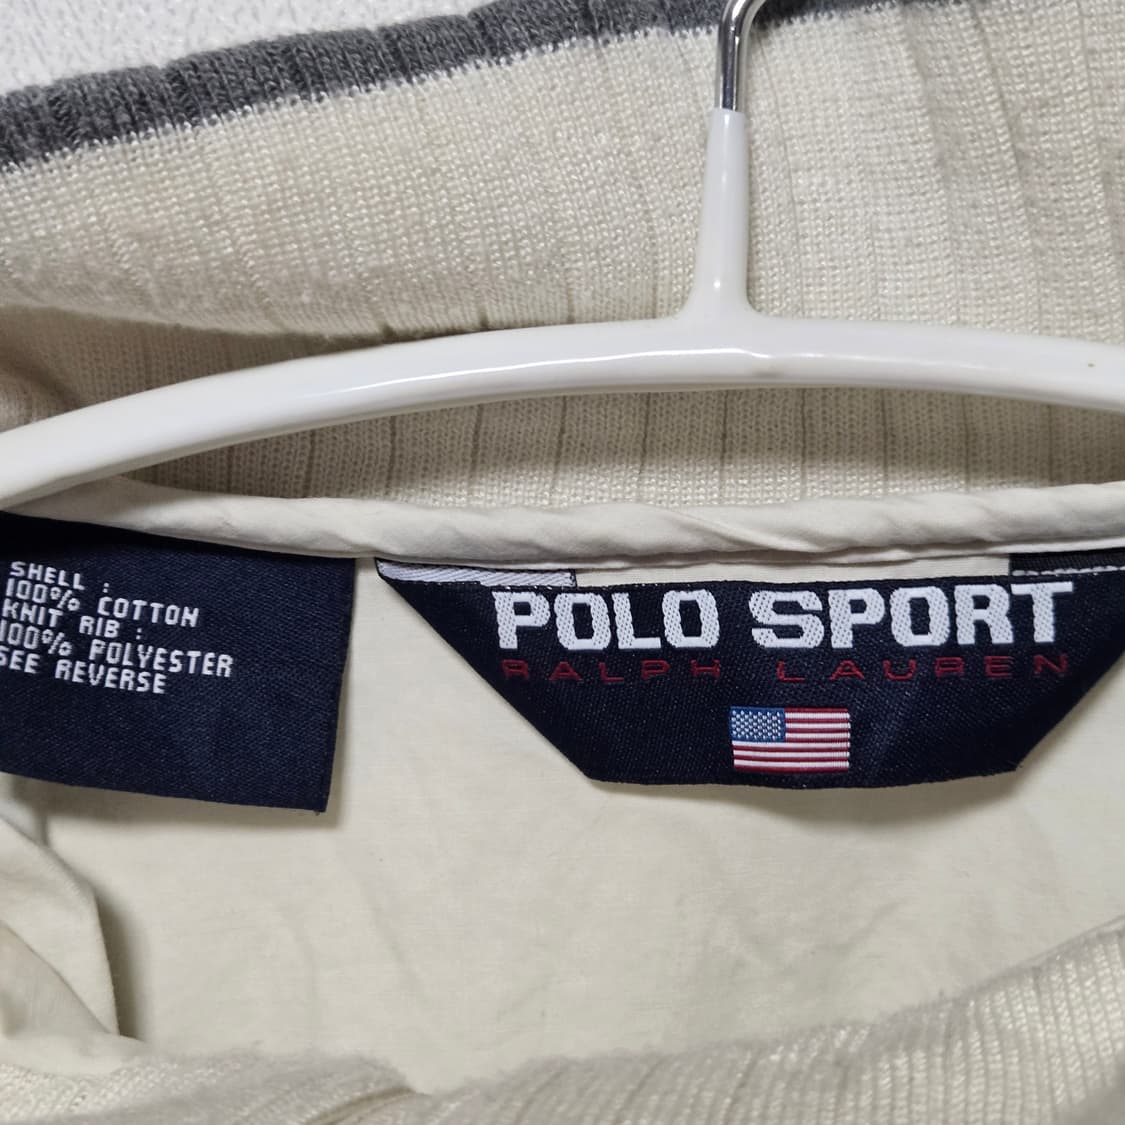 SHELL :
100% COTTON
KNIT RIB :
100% POLYESTER
SEE REVERSE
POLO SPORT
RALPH LAUREN